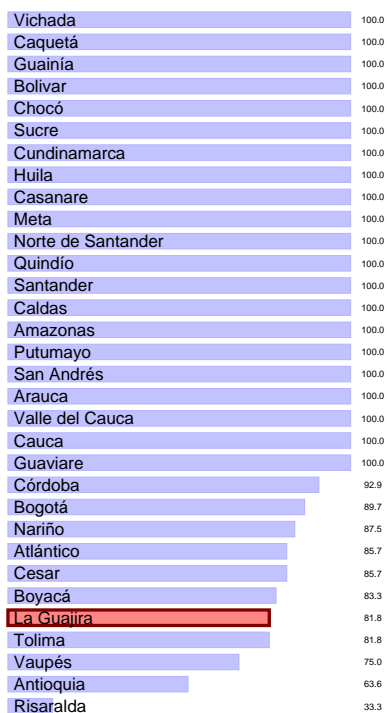 Vichada 100.0
Caquetá 100.0
Guainía 100.0
Bolivar 100.0
Chocó 100.0
Sucre 100.0
Cundinamarca 100.0
Huila 100.0
Casanare 100.0
Meta 100.0
Norte de Santander 100.0
Quindío 100.0
Santander 100.0
Caldas 100.0
Amazonas 100.0
Putumayo 100.0
San Andrés 100.0
Arauca 100.0
Valle del Cauca 100.0
Cauca 100.0
Guaviare 100.0
Córdoba 92.9
Bogotá 89.7
Nariño 87.5
Atlántico 85.7
Cesar 85.7
Boyacá 83.3
La Guajira 81.8
Tolima 81.8
Vaupés 75.0
Antioquia 63.6
Risaralda 33.3